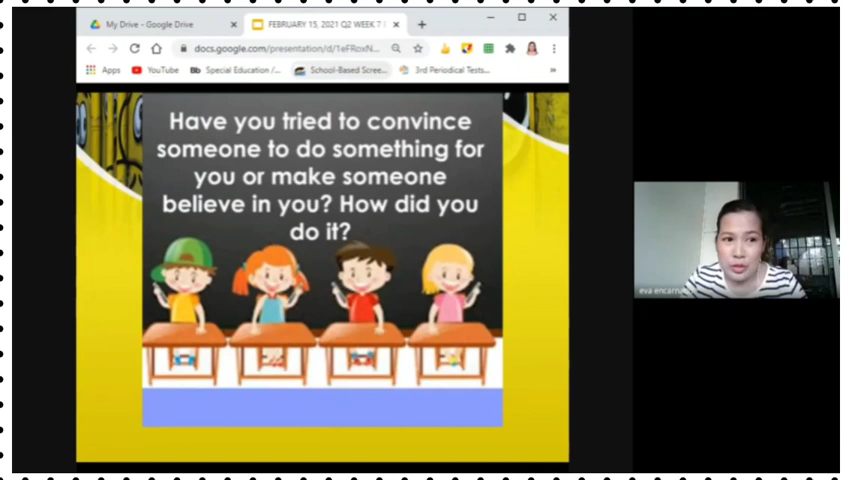 My Drive - Google Drive
FEBRUARY 15, 2021 Q2 WEEK 7
docs.google.com/presentation/d/1eFRoxN...
Apps
YouTube
Bb Special Education /...
School-Based Scree...
3rd Periodical Tests...
Have you tried to convince
someone to do something for
you or make someone
believe in you? How did you
do it?
eva